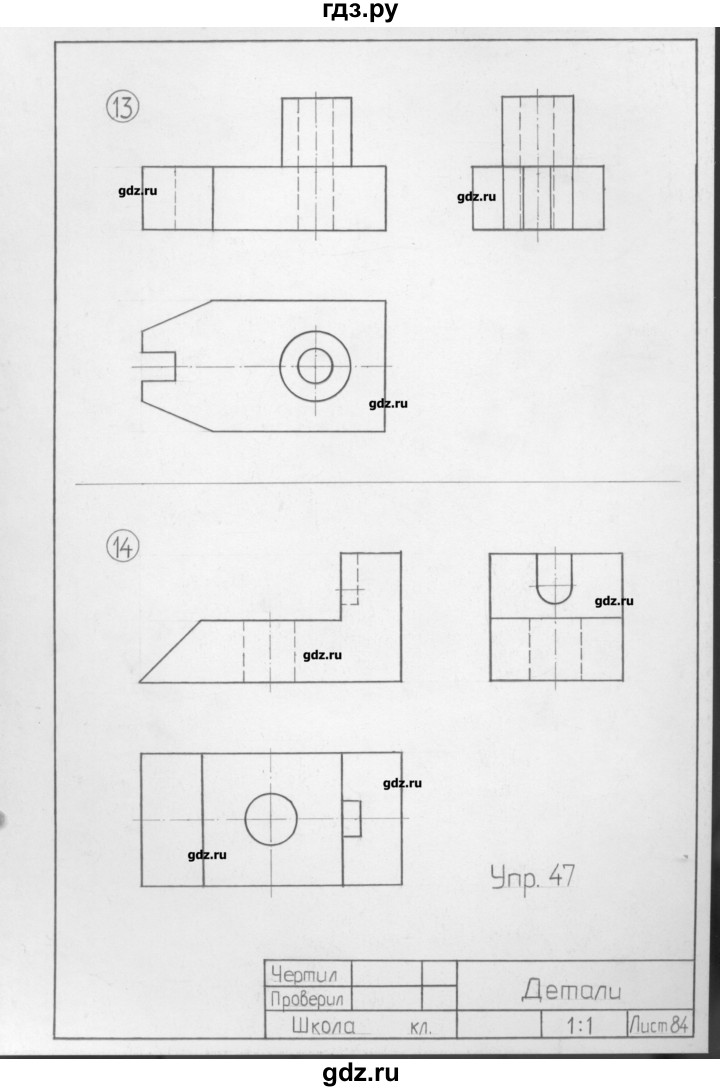 гдз.ру
13
gdz.ru
gdz.ru
gdz.ru
14
gdz.ru
gdz.ru
gdz.ru
gdz.ru
Упр. 47
Чертил
Проверил
Детали
Школа кл.
1:1
Лист 84
gdz.ru